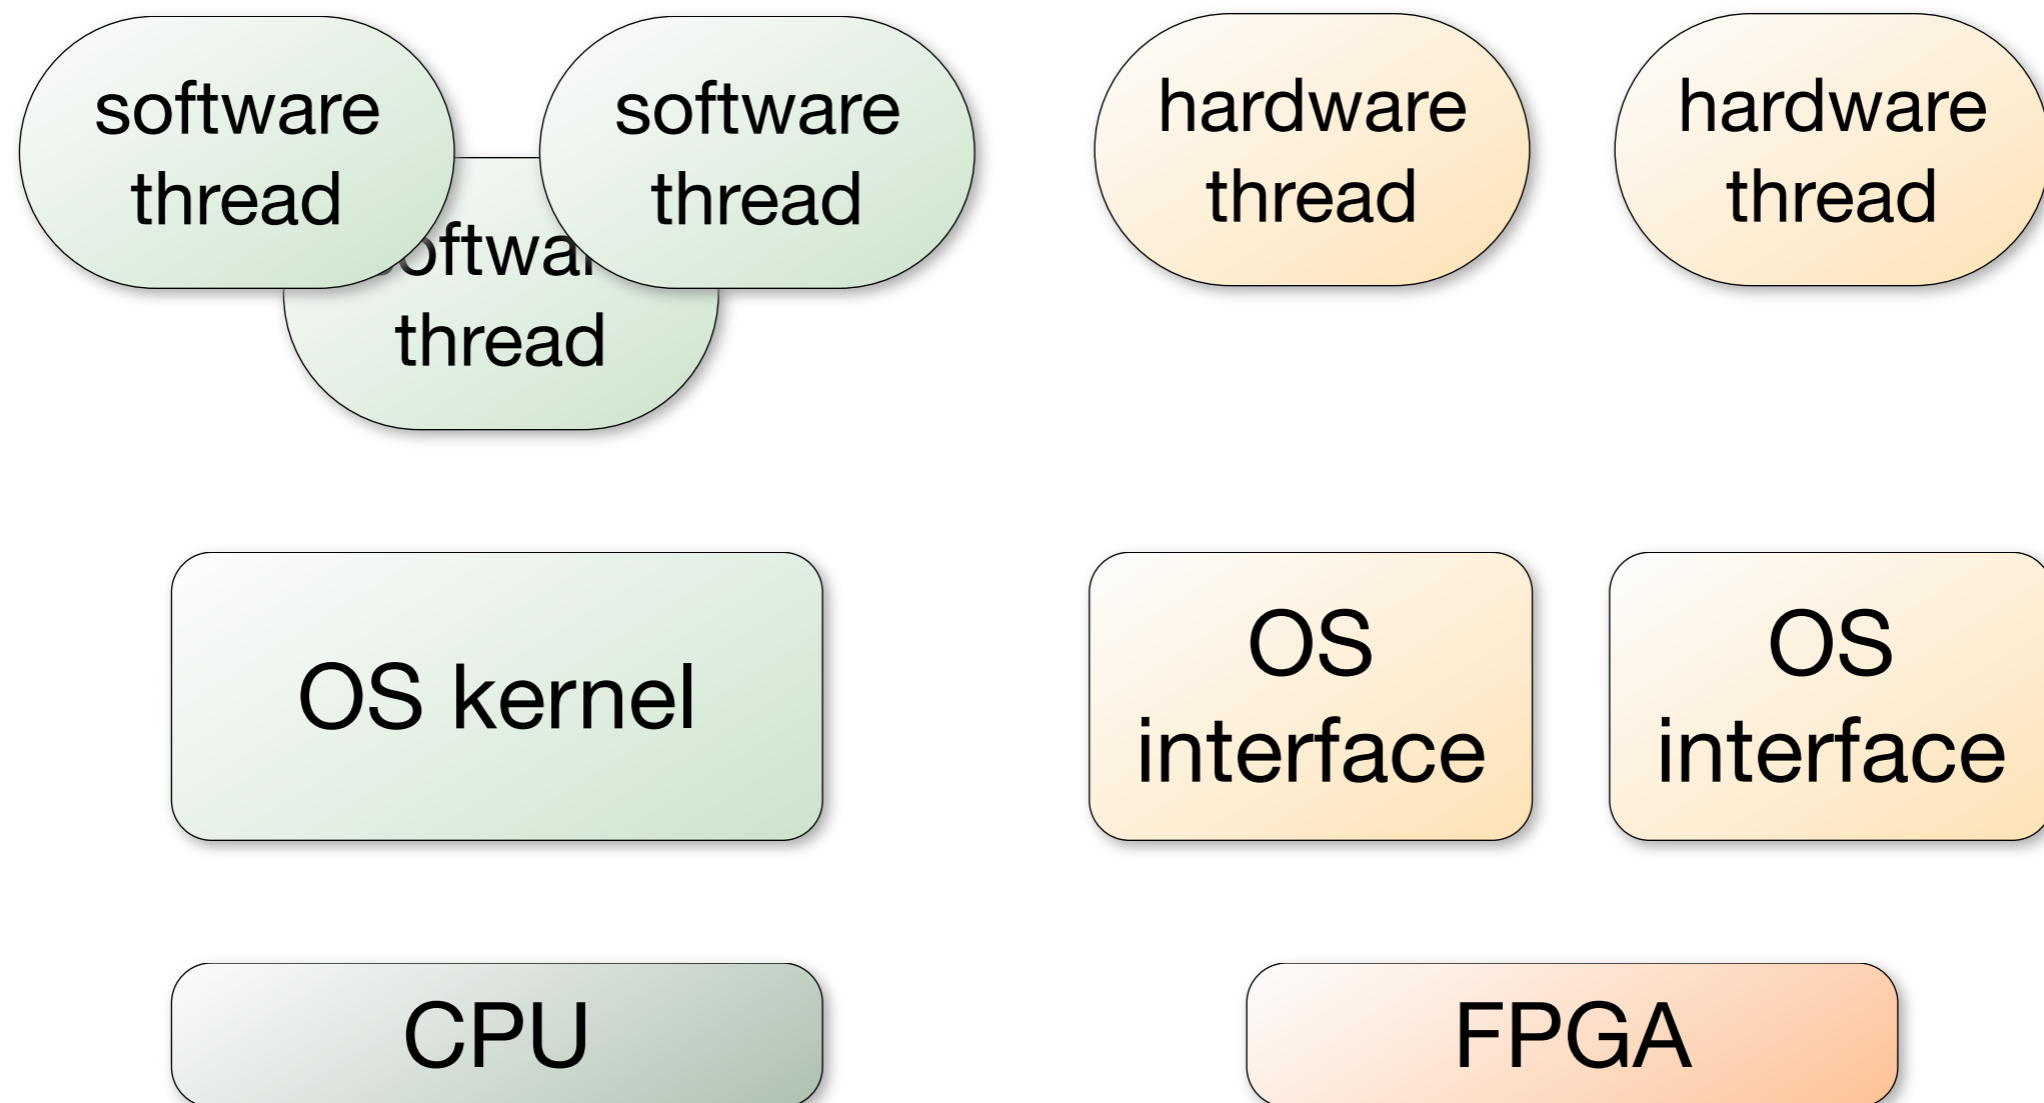 software
thread
software
thread
hardware
thread
hardware
thread
thread
OS kernel
OS
interface
OS
interface
CPU
FPGA